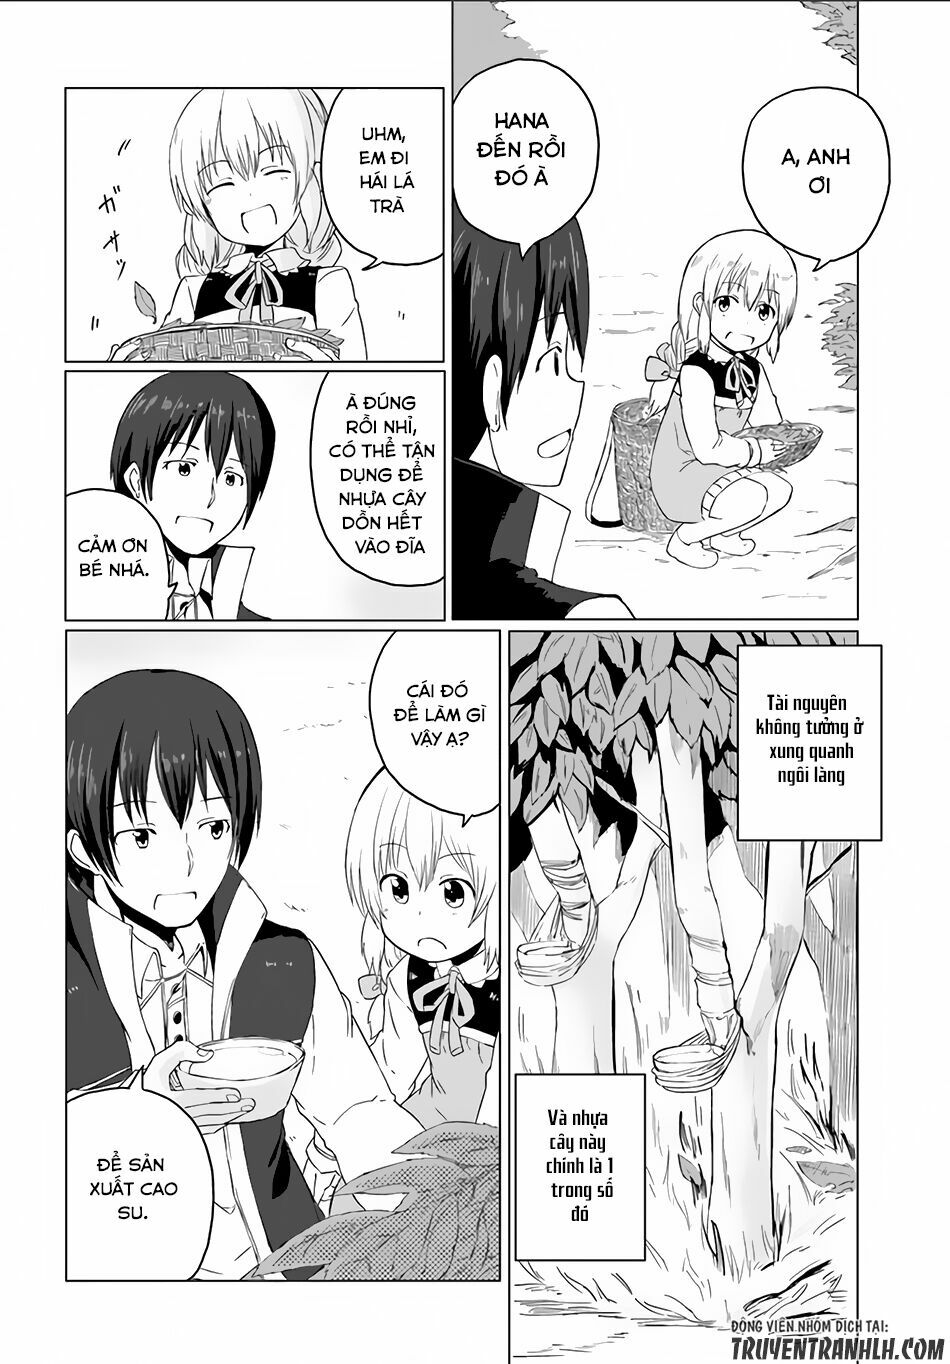 A, ANH
ƠI
HANA
ĐẾN RỒI
ĐÓ À
UHM,
EM ĐI
HÁI LÁ
TRÀ
ガ
サッ
À ĐÚNG
RỒI NHỈ,
CÓ THỂ TẬN
DỤNG ĐỂ
NHỰA CÂY
DỒN HẾT
VÀO ĐĨA
CẢM ƠN
BÉ NHÁ.
Tài nguyên
không tưởng ở
xung quanh
ngôi làng
Và nhựa
cây này
chính là 1
trong số
đó
CÁI ĐÓ
ĐỂ LÀM GÌ
VẬY Ạ?
ĐỂ SẢN
XUẤT CAO
SU.
ĐỘNG VIÊN NHÓM DỊCH TẠI:
TRUYENTRANHLH.COM